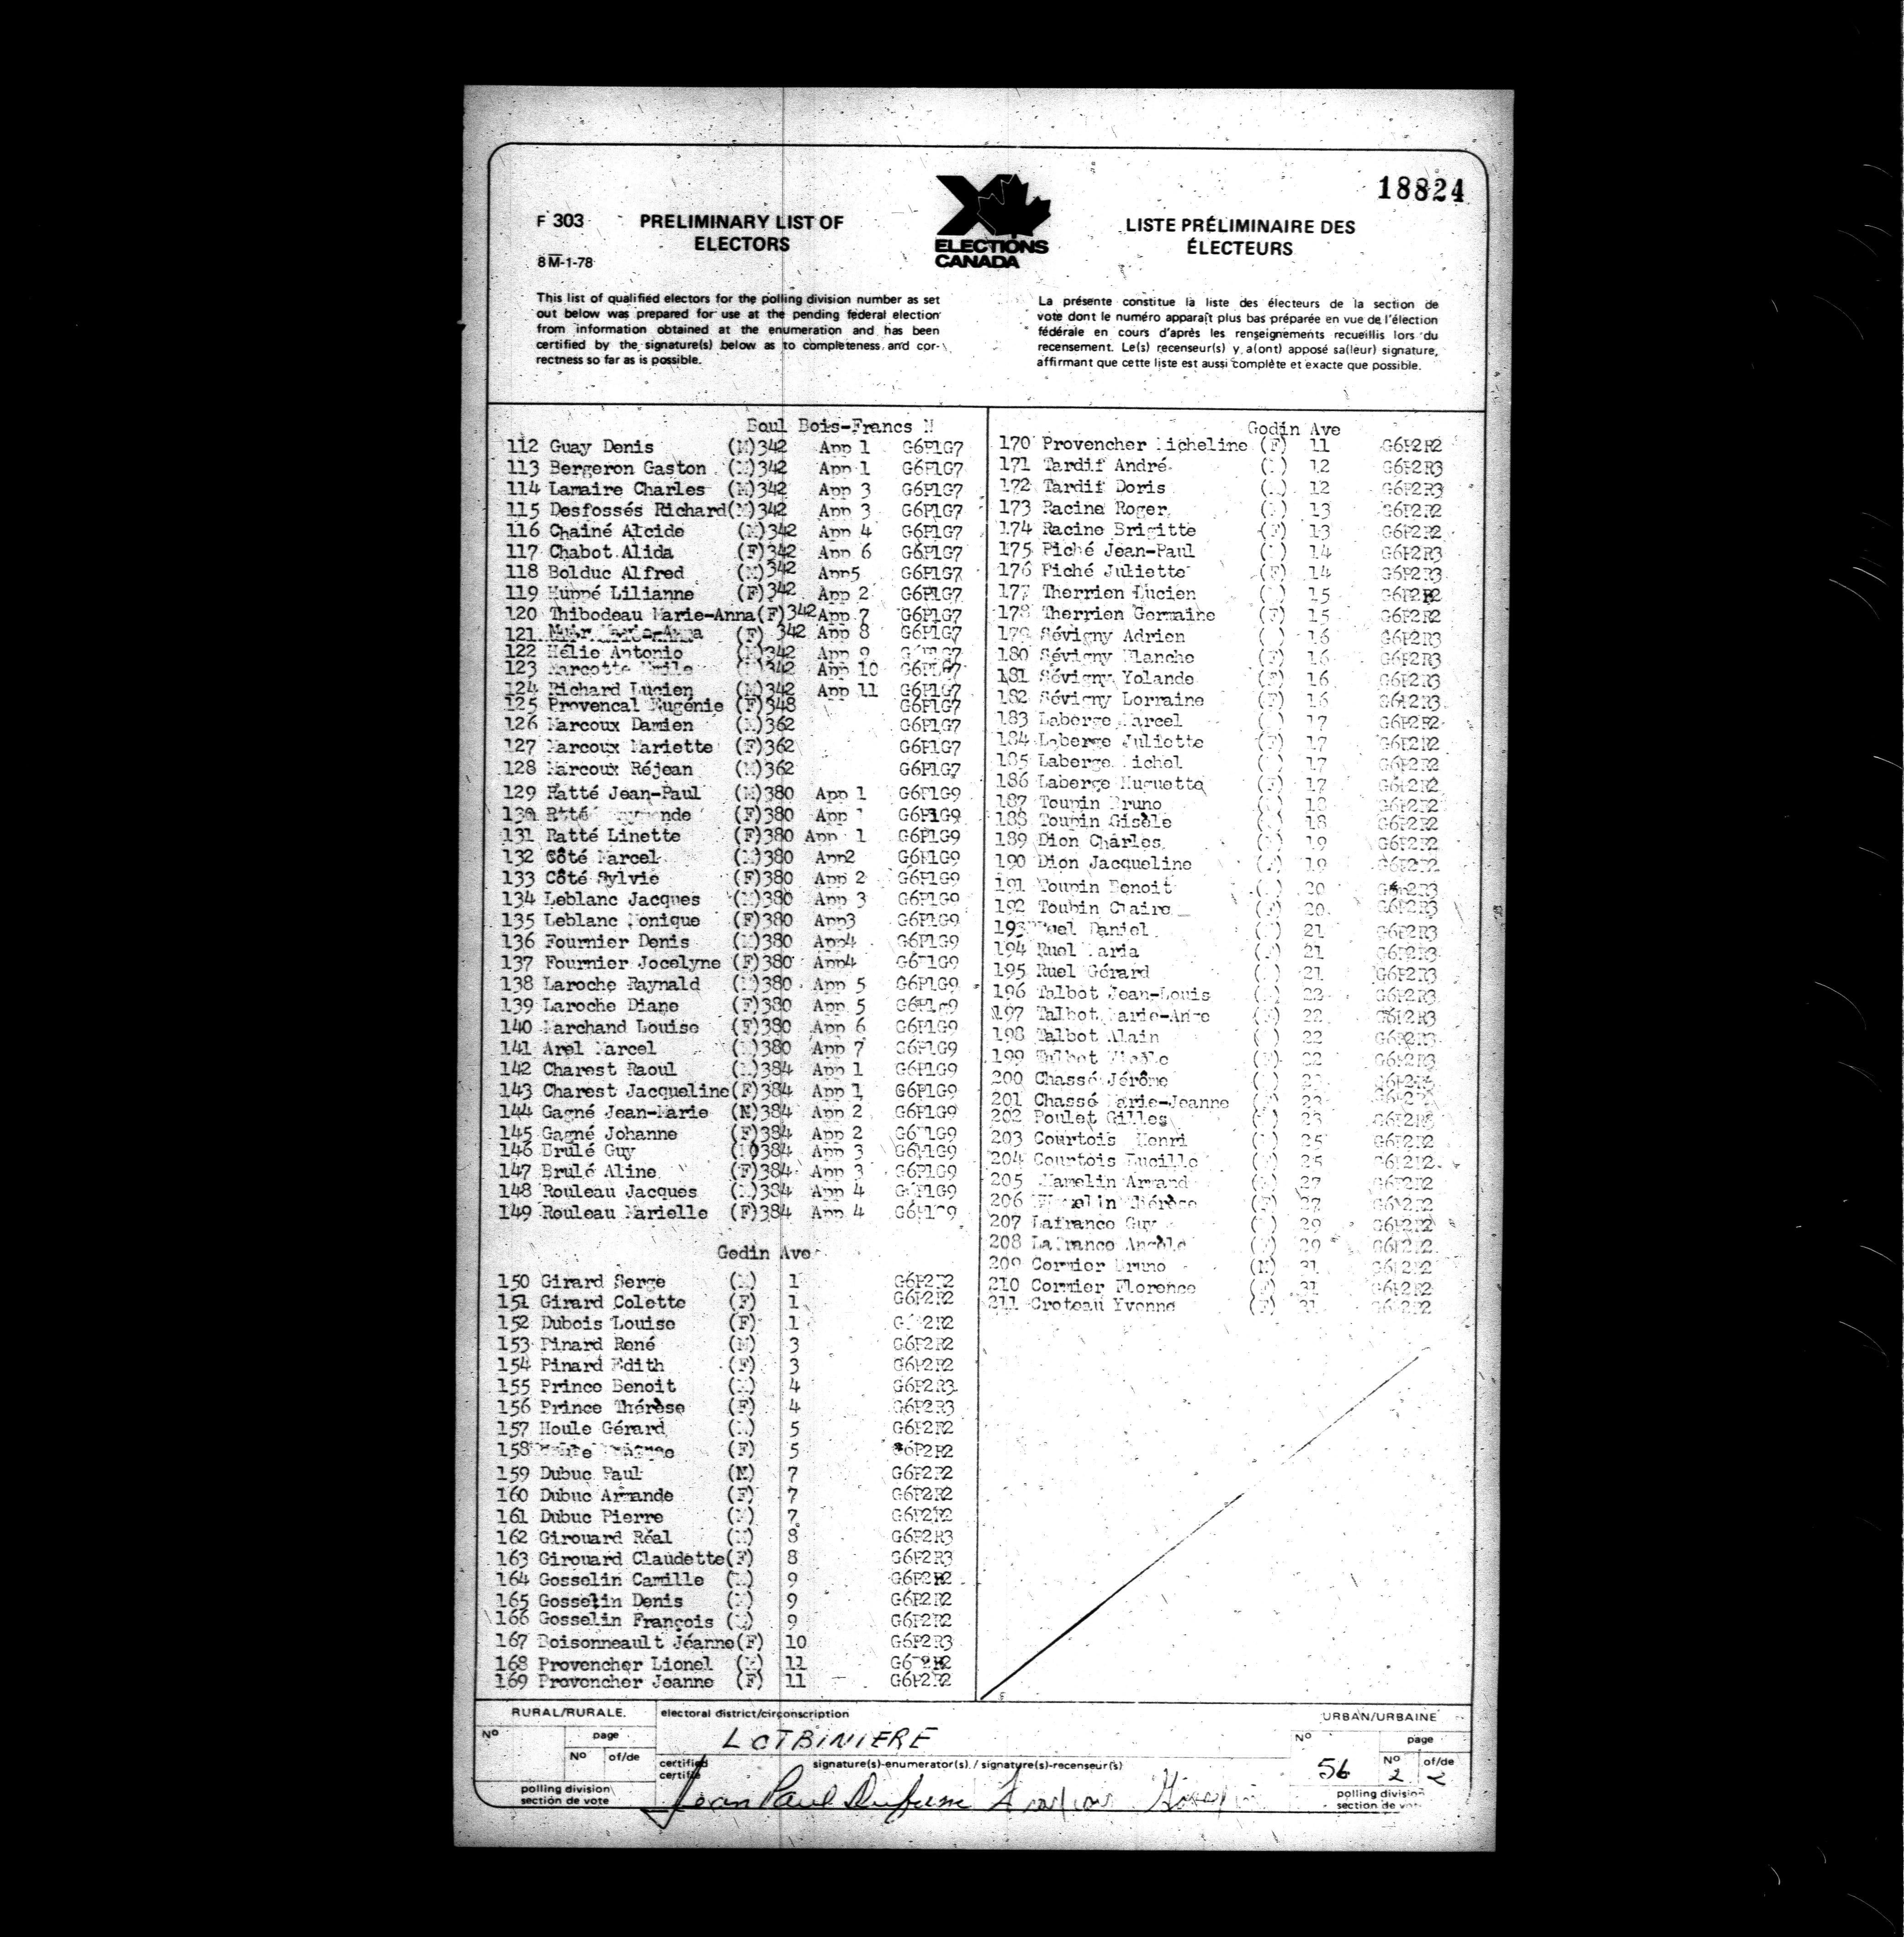 18824
F 303
PRELIMINARY LIST OF
ELECTORS
8M-1-78
ELECTIONS
CANADA
LISTE PRÉLIMINAIRE DES
ÉLECTEURS
This list of qualified electors for the polling division number as set
out below was prepared for use at the pending federal election
from information obtained at the enumeration and has been
certified by the signature(s) below as to completeness and cor-
rectness so far as is possible.
La présente constitue la liste des électeurs de la section de
vote dont le numéro apparaît plus bas préparée en vue de l'élection
fédérale en cours d'après les renseignements recueillis lors du
recensement. Le(s) recenseur(s) y a(ont) apposé sa(leur) signature,
affirmant que cette liste est aussi complète et exacte que possible.
Boul Bois-Francs N
112 Guay Denis (M)342 App 1 G6P1G7
113 Bergeron Gaston (M)342 App 1 G6P1G7
114 Lamaire Charles (M)342 App 3 G6P1G7
115 Desfossés Richard(M)342 App 3 G6P1G7
116 Chainé Alcide (M)342 App 4 G6P1G7
117 Chabot Alida (F)342 App 6 G6P1G7
118 Bolduc Alfred (M)342 App5 G6P1G7
119 Huppé Lilianne (F)342 App 2 G6P1G7
120 Thibodeau Marie-Anna(F)342 App 7 G6P1G7
121 (F) 342 App 8 G6P1G7
122 Hélie Antonio (M)342 App 9
123 Marcotte 342 App 10
124 Richard Lucien (M)342 App 11 G6P1G7
125 Provencal Eugénie (F)348 G6P1G7
126 Marcoux Damien (M)362 G6P1G7
127 Marcoux Mariette (F)362 G6P1G7
128 Marcoux Réjean (M)362 G6P1G7
129 Ratté Jean-Paul (M)380 App 1 G6P1G9
130 (F)380 App G6P1G9
131 Ratté Linette (F)380 App 1 G6P1G9
132 Côté Marcel (M)380 App2 G6P1G9
133 Côté Sylvie (F)380 App 2 G6P1G9
134 Leblanc Jacques (M)380 App 3 G6P1G9
135 Leblanc Monique (F)380 App3 G6P1G9
136 Fournier Denis (M)380 App4 G6P1G9
137 Fournier Jocelyne (F)380 App4 G6P1G9
138 Laroche Raynald (M)380 App 5 G6P1G9
139 Laroche Diane (F)380 App 5 G6P1G9
140 Marchand Louise (F)380 App 6 G6P1G9
141 Arel Marcel (M)380 App 7 G6P1G9
142 Charest Raoul (M)384 App 1 G6P1G9
143 Charest Jacqueline(F)384 App 1 G6P1G9
144 Gagné Jean-Marie (M)384 App 2 G6P1G9
145 Gagné Johanne (F)384 App 2 G6P1G9
146 Brulé Guy (M)384 App 3 G6P1G9
147 Brulé Aline (F)384 App 3 G6P1G9
148 Rouleau Jacques (M)384 App 4 G6P1G9
149 Rouleau Marielle (F)384 App 4 G6P1G9
Godin Ave
150 Girard Serge (M) 1 G6P2R2
151 Girard Colette (F) 1 G6P2R2
152 Dubois Louise (F) 1 G6P2R2
153 Pinard René (M) 3 G6P2R2
154 Pinard Edith (F) 3 G6P2R2
155 Prince Benoit (M) 4 G6P2R3
156 Prince Thérèse (F) 4 G6P2R3
157 Houle Gérard (M) 5 G6P2R2
158 (F) 5 G6P2R2
159 Dubuc Paul (M) 7 G6P2R2
160 Dubuc Armande (F) 7 G6P2R2
161 Dubuc Pierre (M) 7 G6P2R2
162 Girouard Réal (M) 8 G6P2R3
163 Girouard Claudette(F) 8 G6P2R3
164 Gosselin Camille (M) 9 G6P2R2
165 Gosselin Denis (M) 9 G6P2R2
166 Gosselin François (M) 9 G6P2R2
167 Boisonneault Jéanne(F) 10 G6P2R3
168 Provencher Lionel (M) 11 G6P2R2
169 Provencher Jeanne (F) 11 G6P2R2
Godin Ave
170 Provencher Micheline (F) 11 G6P2R2
171 Tardif André (M) 12 G6P2R3
172 Tardif Doris 12 G6P2R3
173 Racine Roger (M) 13 G6P2R2
174 Racine Brigitte (F) 13 G6P2R2
175 Piché Jean-Paul (M) 14 G6P2R3
176 Piché Juliette (F) 14 G6P2R3
177 Therrien Lucien (M) 15 G6P2R2
178 Therrien Germaine (F) 15 G6P2R2
179 Sévigny Adrien (M) 16 G6P2R3
180 Sévigny Blanche (F) 16 G6P2R3
181 Sévigny Yolande (F) 16 G6P2R3
182 Sévigny Lorraine (F) 16 G6P2R3
183 Laberge Marcel (M) 17 G6P2R2
184 Laberge Juliette (F) 17 G6P2R2
185 Laberge Michel (M) 17 G6P2R2
186 Laberge Huguette (F) 17 G6P2R2
187 Toupin Bruno (M) 18 G6P2R2
188 Toupin Gisèle 18 G6P2R2
189 Dion Charles (M) 19 G6P2R2
190 Dion Jacqueline (F) 19 G6P2R2
191 Toupin Benoit (M) 20 G6P2R3
192 Toupin Claire (F) 20 G6P2R3
193 Ruel Daniel (M) 21 G6P2R3
194 Ruel Maria (F) 21 G6P2R3
195 Ruel Gérard (M) 21 G6P2R3
196 Talbot Jean-Louis (M) 22 G6P2R3
197 Talbot Marie-Ange (F) 22 G6P2R3
198 Talbot Alain (M) 22 G6P2R3
199 Talbot (F) 22 G6P2R3
200 Chassé Jérôme (M) 23
201 Chassé Marie-Jeanne (F) 23
202 Poulet Gilles (M) 23 G6P2R3
203 Courtois Henri (M) 25 G6P2R2
204 Courtois Lucille (F) 25 G6P2R2
205 Hamelin Armand (M) 27 G6P2R2
206 Hamelin Thérèse (F) 27 G6P2R2
207 Lafrance Guy (M) 29 G6P2R2
208 Lafrance Angèle (F) 29 G6P2R2
209 Cormier Bruno (M) 31 G6P2R2
210 Cormier Florence (F) 31 G6P2R2
211 Croteau Yvonne (F) 31 G6P2R2
RURAL/RURALE
No
page
No of/de
polling division
section de vote
electoral district/circonscription
LOTBINIERE
certified
certifié
signature(s)-enumerator(s) / signature(s)-recenseur(s)
Jean Paul
URBAN/URBAINE
No
56
page
No of/de
2 2
polling division
section de vote